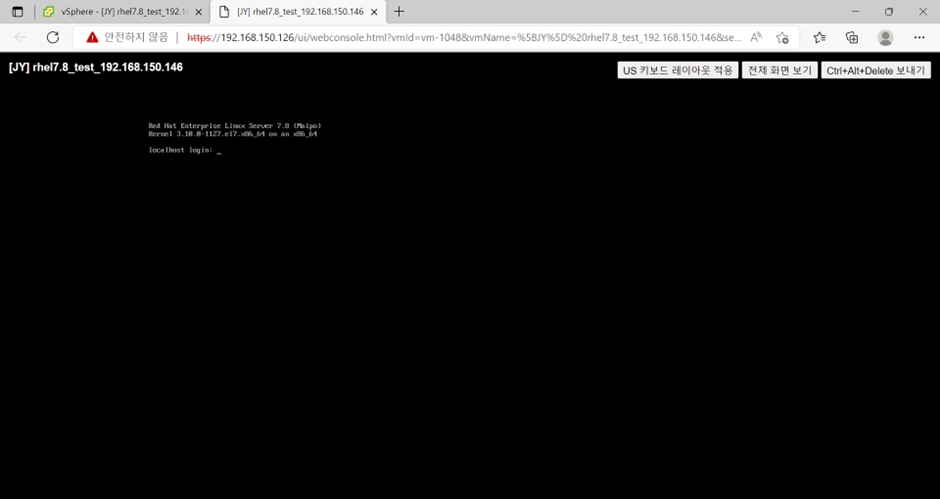 vSphere - [JY] rhel7.8_test_192.1
[JY] rhel7.8_test_192.168.150.146
안전하지 않음
https://192.168.150.126/ui/webconsole.html?vmId=vm-1048&vmName=%5BJY%5D%20rhel7.8_test_192.168.150.146&se...
[JY] rhel7.8_test_192.168.150.146
US 키보드 레이아웃 적용
전체 화면 보기
Ctrl+Alt+Delete 보내기
Red Hat Enterprise Linux Server 7.8 (Maipo)
Kernel 3.10.0-1127.el7.x86_64 on an x86_64
localhost login: _